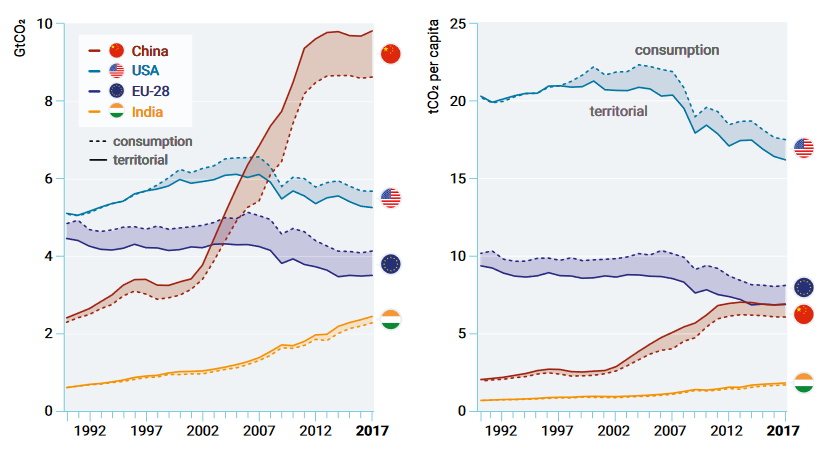 GtCO₂
10
8
6
4
2
0
China
USA
EU-28
India
consumption
territorial
1992 1997 2002 2007 2012 2017
tCO₂ per capita
25
20
15
10
5
0
consumption
territorial
1992 1997 2002 2007 2012 2017